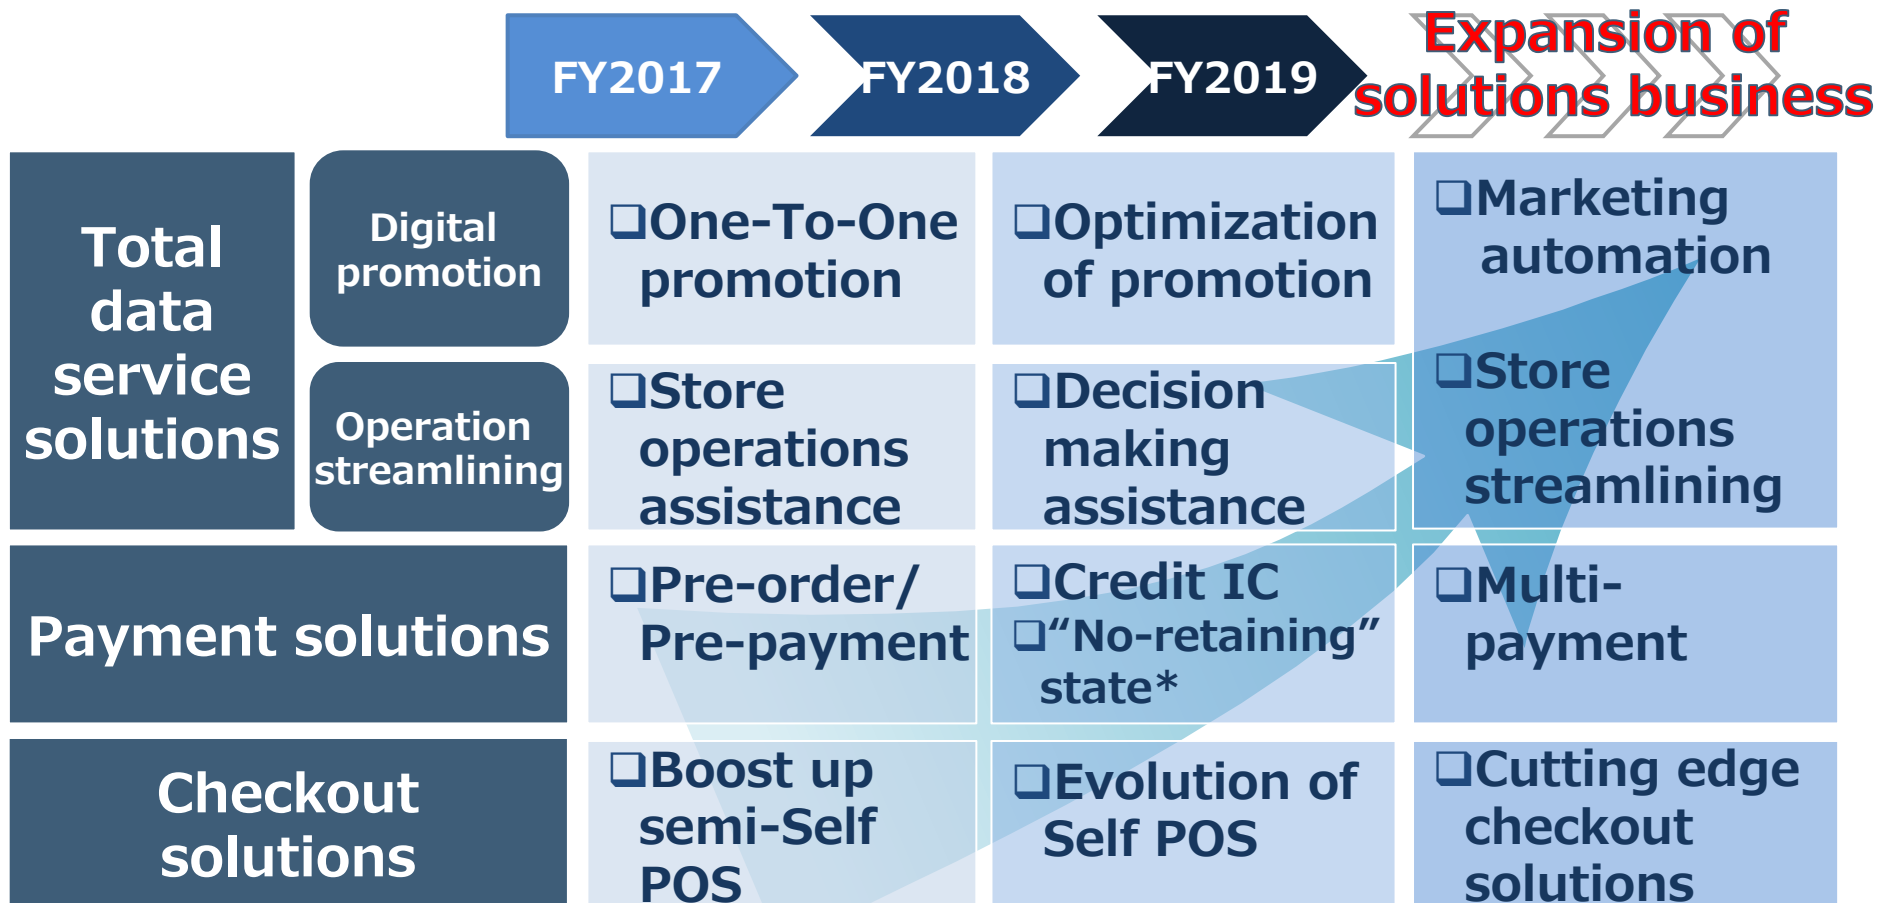 FY2017
FY2018
FY2019
Expansion of
solutions business
Total
data
service
solutions
Digital
promotion
❑One-To-One
promotion
❑Optimization
of promotion
❑Marketing
automation
Operation
streamlining
❑Store
operations
assistance
❑Decision
making
assistance
❑Store
operations
streamlining
Payment solutions
❑Pre-order/
Pre-payment
❑Credit IC
❑“No-retaining”
state*
❑Multi-
payment
Checkout
solutions
❑Boost up
semi-Self
POS
❑Evolution of
Self POS
❑Cutting edge
checkout
solutions